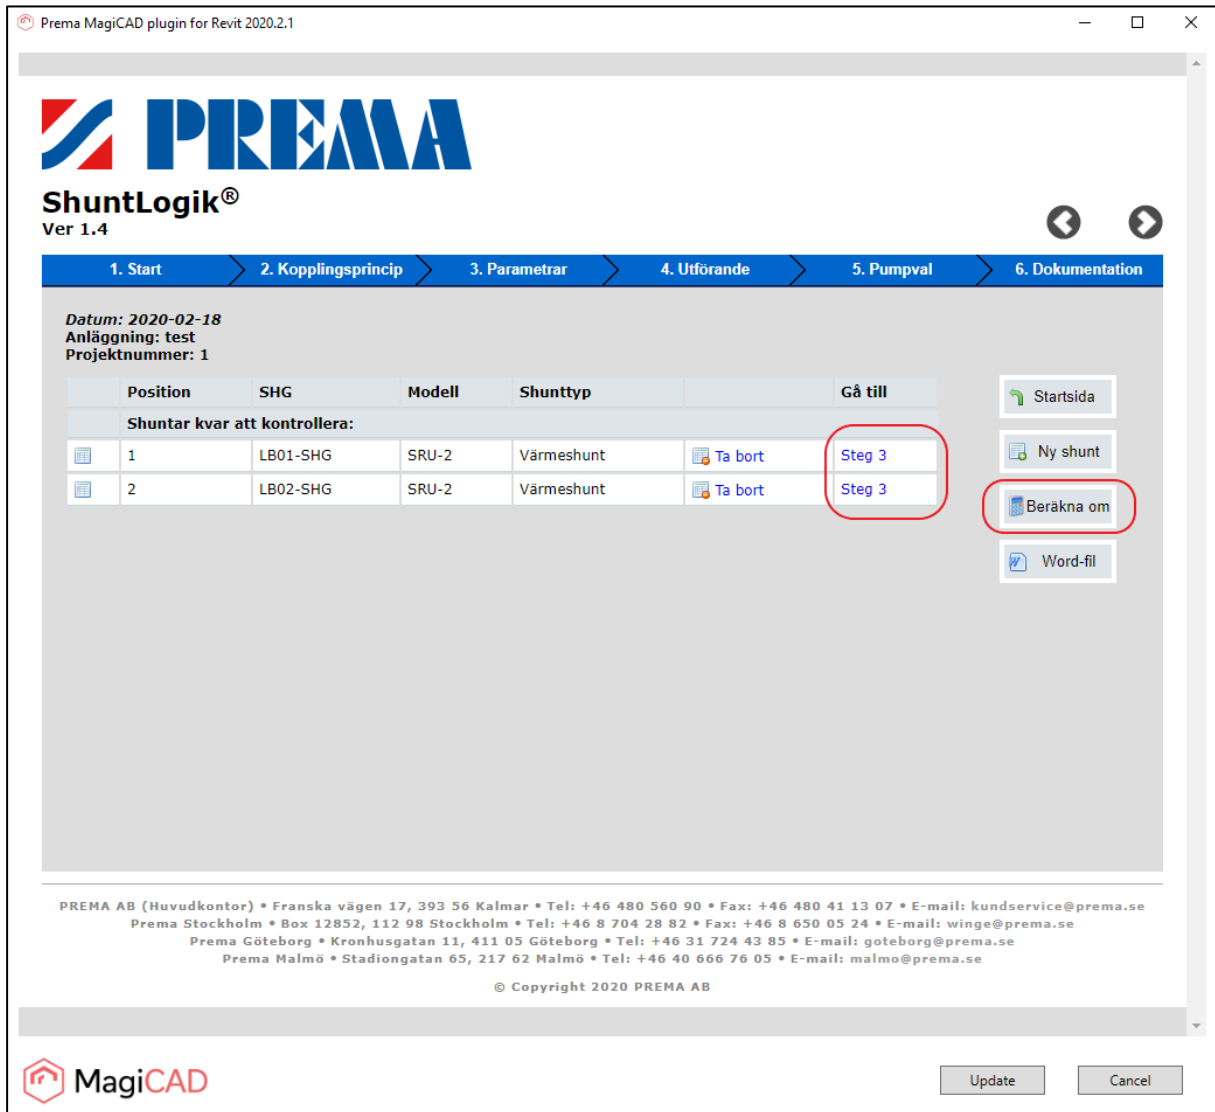 Prema MagiCAD plugin for Revit 2020.2.1
PREMA
ShuntLogik®
Ver 1.4
1. Start 2. Kopplingsprincip 3. Parametrar 4. Utförande 5. Pumpval 6. Dokumentation
Datum: 2020-02-18
Anläggning: test
Projektnummer: 1
Position SHG Modell Shunttyp Gå till
Shuntar kvar att kontrollera:
1 LB01-SHG SRU-2 Värmeshunt Ta bort Steg 3
2 LB02-SHG SRU-2 Värmeshunt Ta bort Steg 3
Startsida
Ny shunt
Beräkna om
Word-fil
PREMA AB (Huvudkontor) • Franska vägen 17, 393 56 Kalmar • Tel: +46 480 560 90 • Fax: +46 480 41 13 07 • E-mail: kundservice@prema.se
Prema Stockholm • Box 12852, 112 98 Stockholm • Tel: +46 8 704 28 82 • Fax: +46 8 650 05 24 • E-mail: winge@prema.se
Prema Göteborg • Kronhusgatan 11, 411 05 Göteborg • Tel: +46 31 724 43 85 • E-mail: goteborg@prema.se
Prema Malmö • Stadiongatan 65, 217 62 Malmö • Tel: +46 40 666 76 05 • E-mail: malmo@prema.se
© Copyright 2020 PREMA AB
MagiCAD
Update Cancel